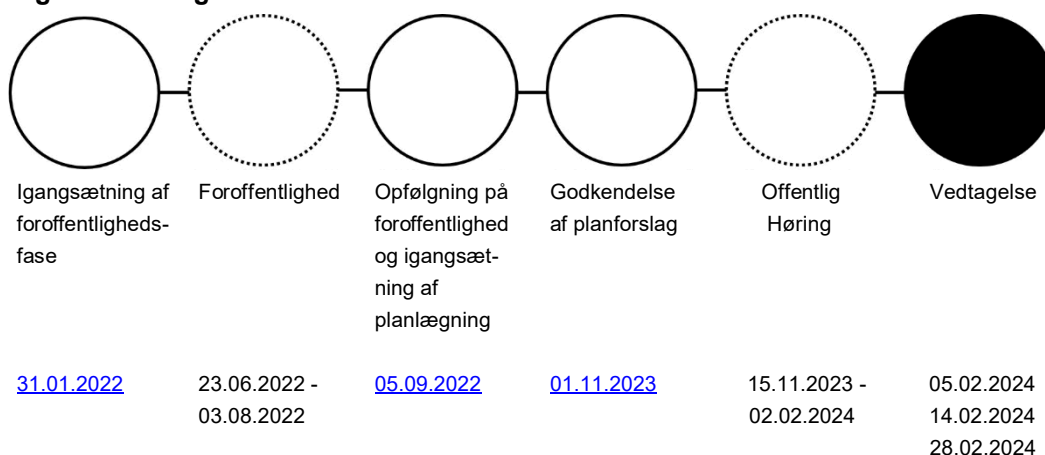 Igangsætning af
foroffentligheds-
fase
Foroffentlighed
Opfølgning på
foroffentlighed
og igangsæt-
ning af
planlægning
Godkendelse
af planforslag
Offentlig
Høring
Vedtagelse
31.01.2022
23.06.2022 -
03.08.2022
05.09.2022
01.11.2023
15.11.2023 -
02.02.2024
05.02.2024
14.02.2024
28.02.2024